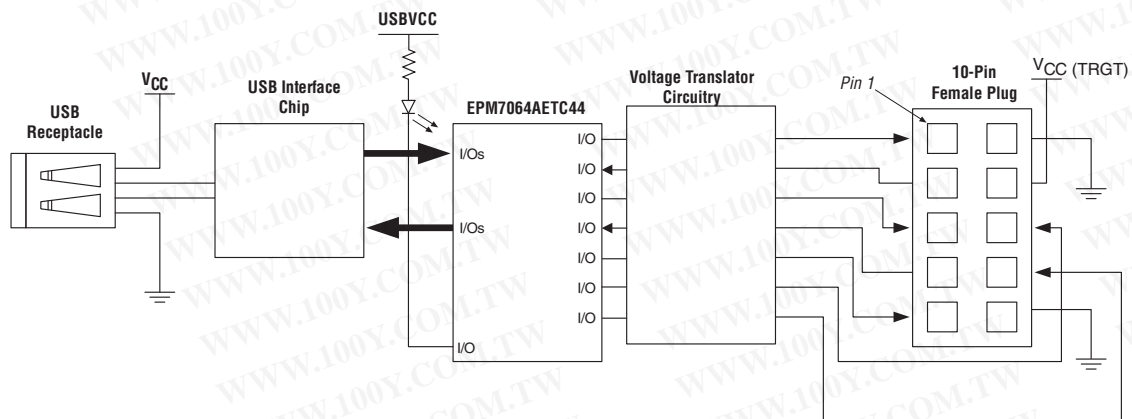 USBVCC
VCC
USB Interface
Chip
USB
Receptacle
EPM7064AETC44
Voltage Translator
Circuitry
Pin 1
10-Pin
Female Plug
VCC (TRGT)
I/Os
I/Os
I/O
I/O
I/O
I/O
I/O
I/O
I/O
I/O
WWW.100Y.COM.TW